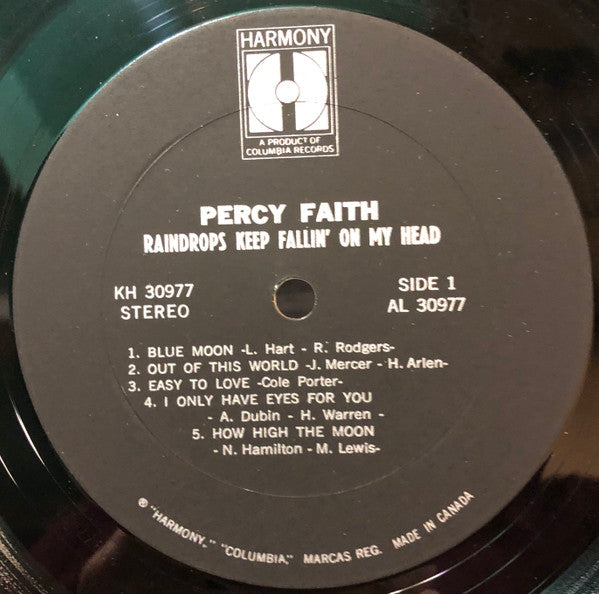 HARMONY
A PRODUCT OF
COLUMBIA RECORDS
PERCY FAITH
RAINDROPS KEEP FALLIN' ON MY HEAD
KH 30977
STEREO
SIDE 1
AL 30977
1. BLUE MOON -L. Hart - R. Rodgers-
2. OUT OF THIS WORLD -J. Mercer - H. Arlen-
3. EASY TO LOVE -Cole Porter-
4. I ONLY HAVE EYES FOR YOU
- A. Dubin - H. Warren -
5. HOW HIGH THE MOON
- N. Hamilton - M. Lewis-
® "HARMONY," "COLUMBIA," MARCAS REG. MADE IN CANADA